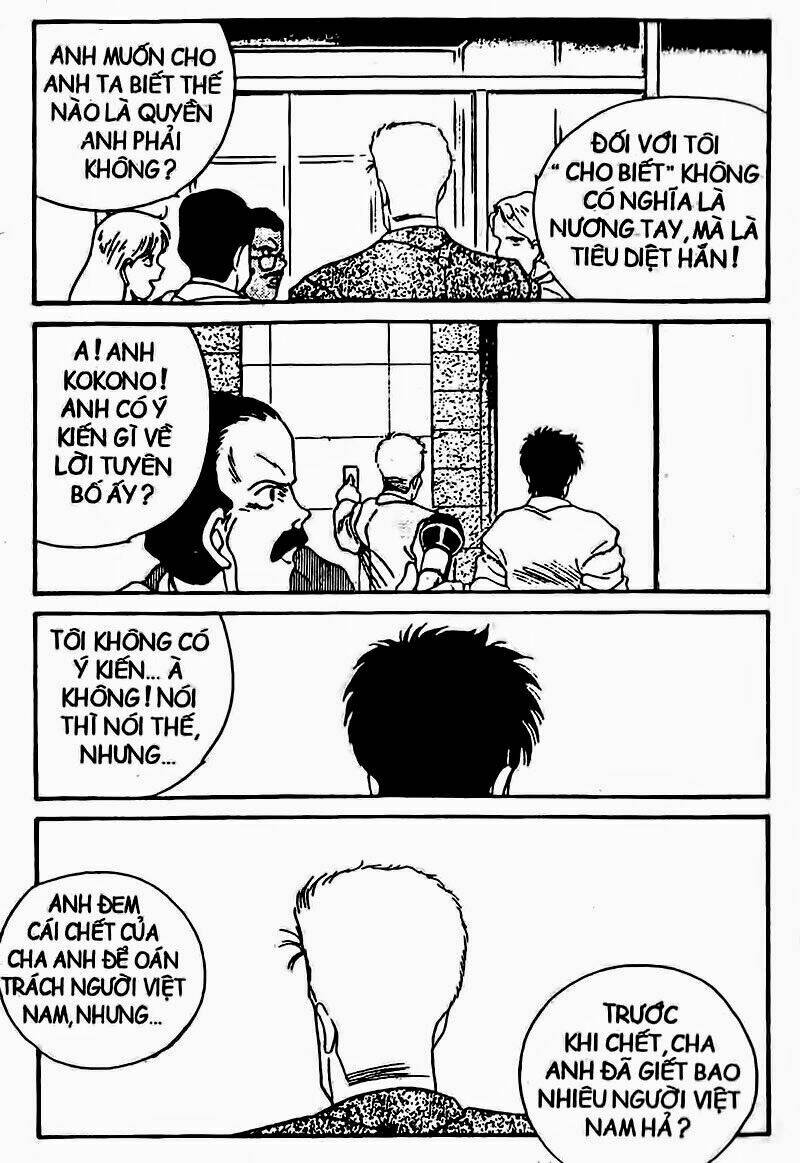 ANH MUỐN CHO
ANH TA BIẾT THẾ
NÀO LÀ QUYỀN
ANH PHẢI
KHÔNG?
ĐỐI VỚI TÔI
"CHO BIẾT" KHÔNG
CÓ NGHĨA LÀ
NƯƠNG TAY, MÀ LÀ
TIÊU DIỆT HẮN!
A! ANH
KOKONO!
ANH CÓ Ý
KIẾN GÌ VỀ
LỜI TUYÊN
BỐ ẤY?
TÔI KHÔNG CÓ
Ý KIẾN... À
KHÔNG! NÓI
THÌ NÓI THẾ,
NHƯNG...
ANH ĐEM
CÁI CHẾT CỦA
CHA ANH ĐỂ OÁN
TRÁCH NGƯỜI VIỆT
NAM, NHƯNG...
TRƯỚC
KHI CHẾT, CHA
ANH ĐÃ GIẾT BAO
NHIÊU NGƯỜI VIỆT
NAM HẢ?